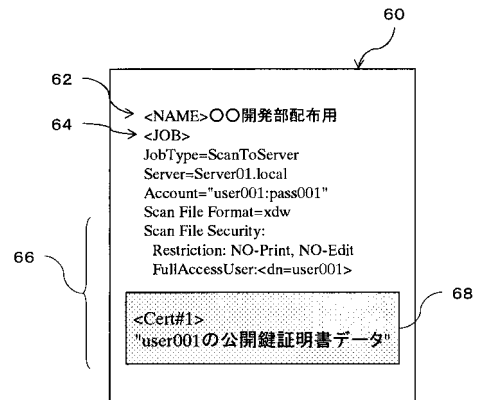 60
62
<NAME>〇〇開発部配布用
64
<JOB>
JobType=ScanToServer
Server=Server01.local
Account="user001:pass001"
Scan File Format=xdw
Scan File Security:
Restriction: NO-Print, NO-Edit
66
FullAccessUser:<dn=user001>
68
<Cert#1>
"user001の公開鍵証明書データ"